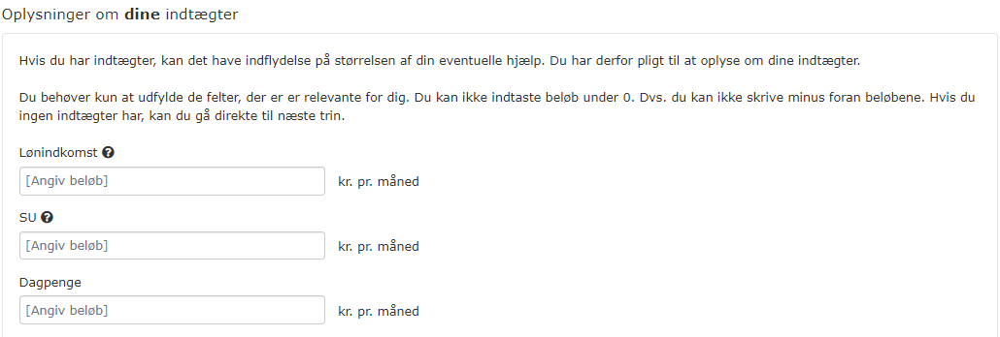 Oplysninger om dine indtægter
Hvis du har indtægter, kan det have indflydelse på størrelsen af din eventuelle hjælp. Du har derfor pligt til at oplyse om dine indtægter.
Du behøver kun at udfylde de felter, der er er relevante for dig. Du kan ikke indtaste beløb under 0. Dvs. du kan ikke skrive minus foran beløbene. Hvis du
ingen indtægter har, kan du gå direkte til næste trin.
Lønindkomst ?
[Angiv beløb] kr. pr. måned
SU ?
[Angiv beløb] kr. pr. måned
Dagpenge
[Angiv beløb] kr. pr. måned